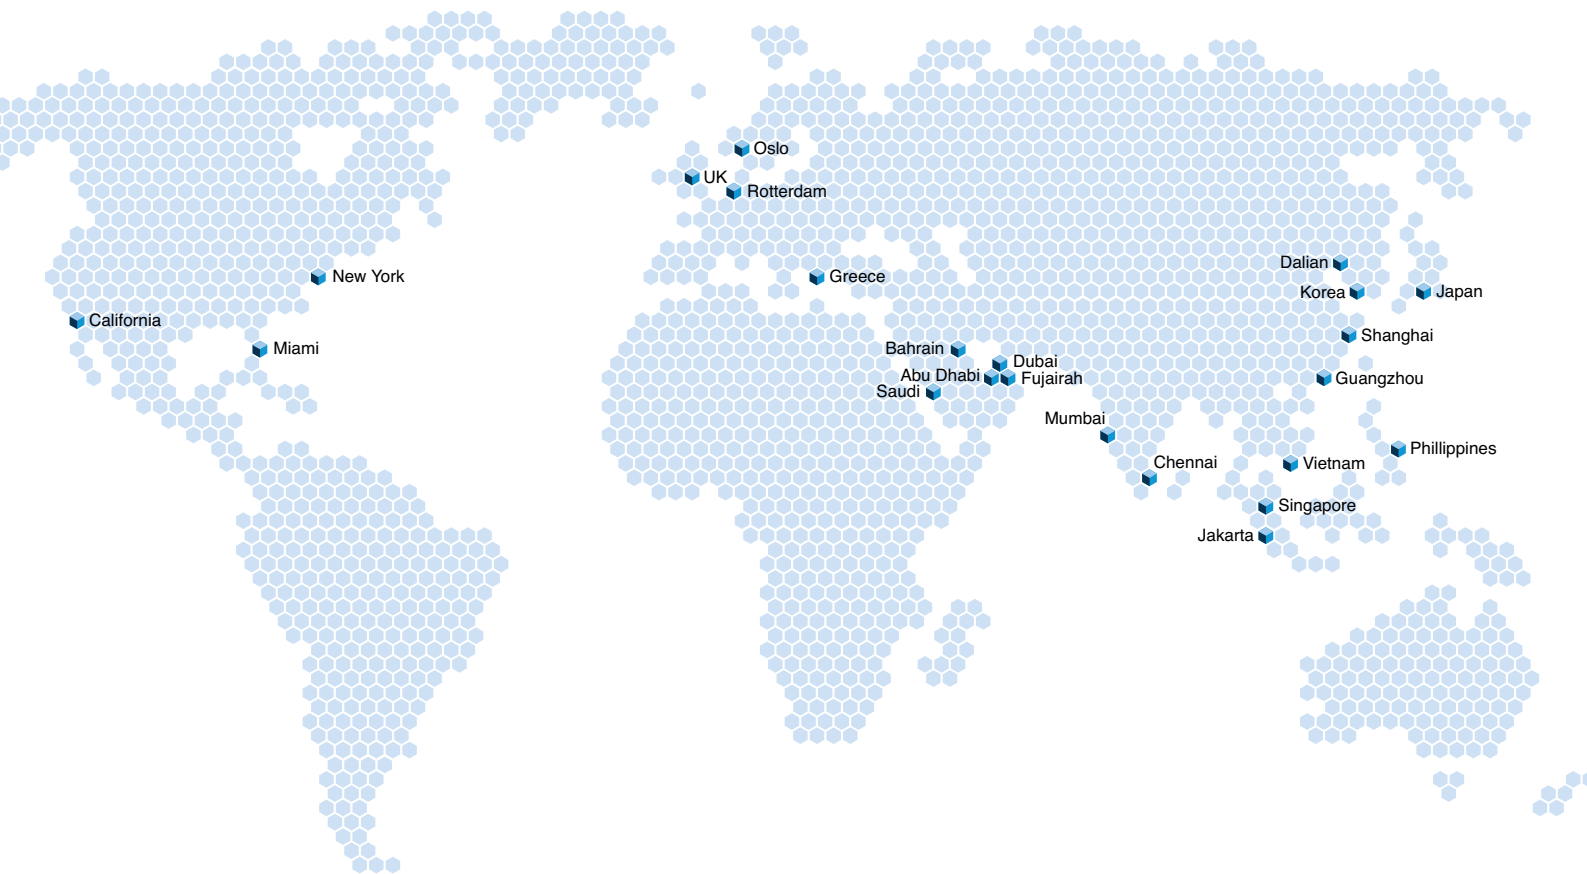 Oslo
UK
Rotterdam
New York
Greece
Dalian
Korea
Japan
California
Miami
Shanghai
Bahrain
Dubai
Abu Dhabi
Fujairah
Saudi
Guangzhou
Mumbai
Chennai
Phillippines
Vietnam
Singapore
Jakarta